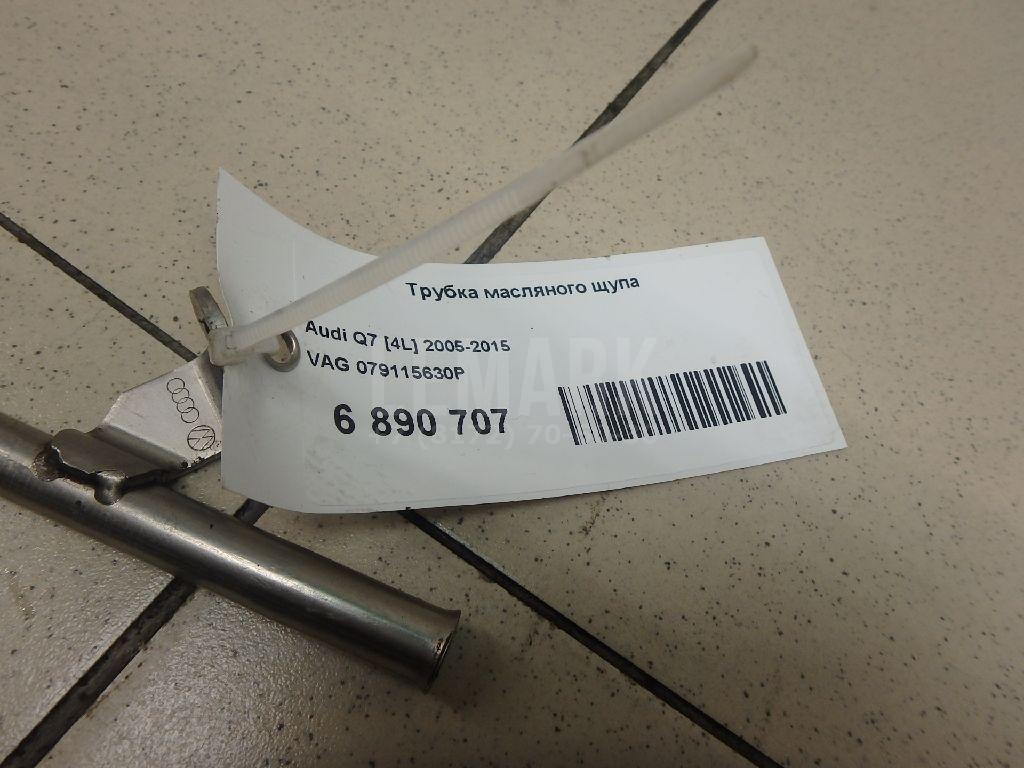 Трубка масляного щупа
Audi Q7 [4L] 2005-2015
VAG 079115630P
6 890 707